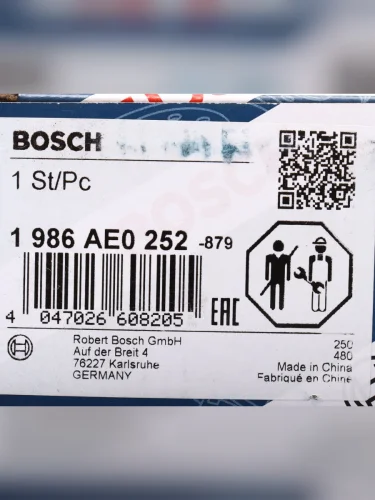 BOSCH
1 St/Pc
1 986 AE0 252 -879
4 047026 608205
EAC
Robert Bosch GmbH
Auf der Breit 4
76227 Karlsruhe
GERMANY
250
480
Made in China
Fabriqué en Chine